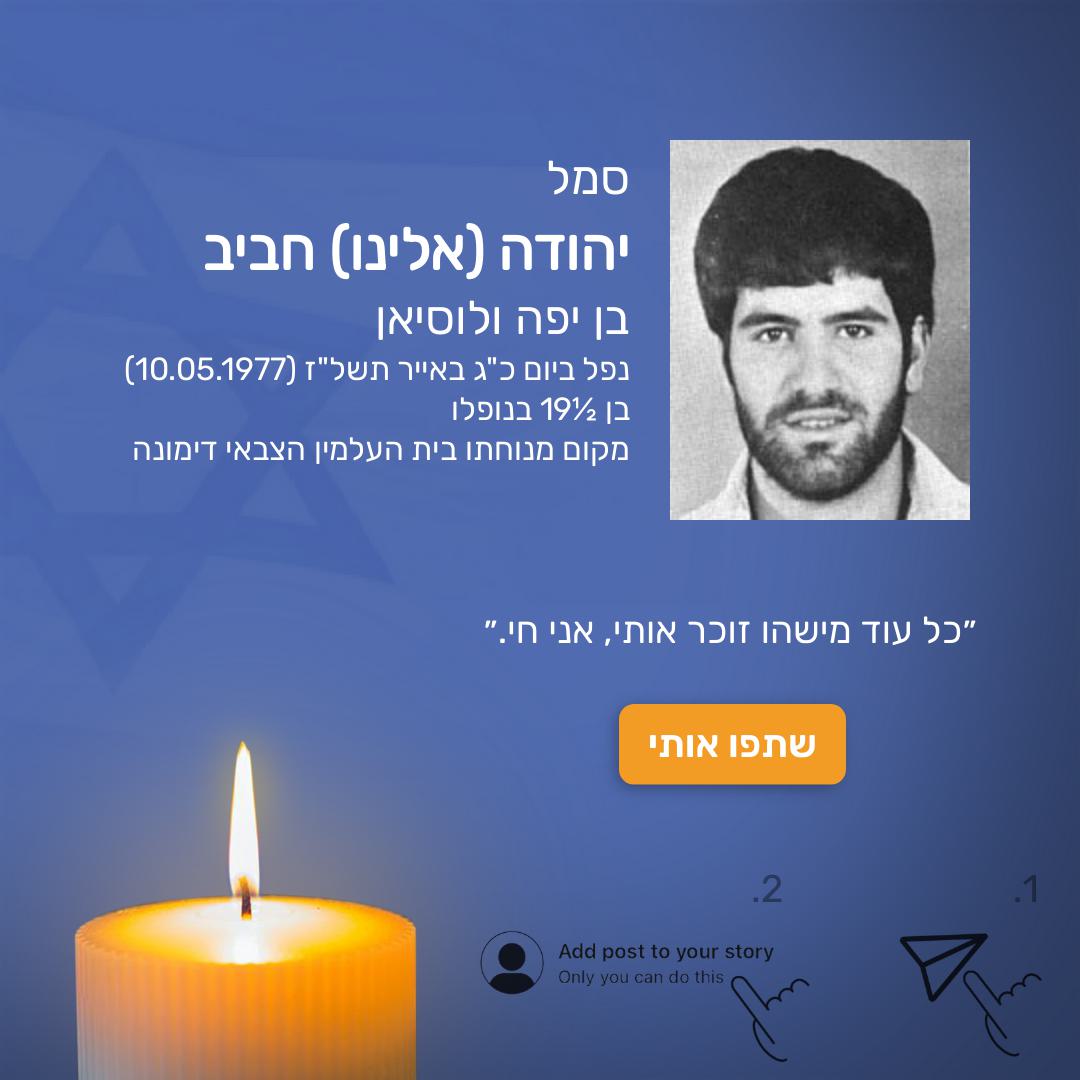 סמל
יהודה (אלינו) חביב
בן יפה ולוסיאן
נפל ביום כ"ג באייר תשל"ז (10.05.1977)
בן 19½ בנופלו
מקום מנוחתו בית העלמין הצבאי דימונה
״כל עוד מישהו זוכר אותי, אני חי.״
שתפו אותי
.1
.2
Add post to your story
Only you can do this